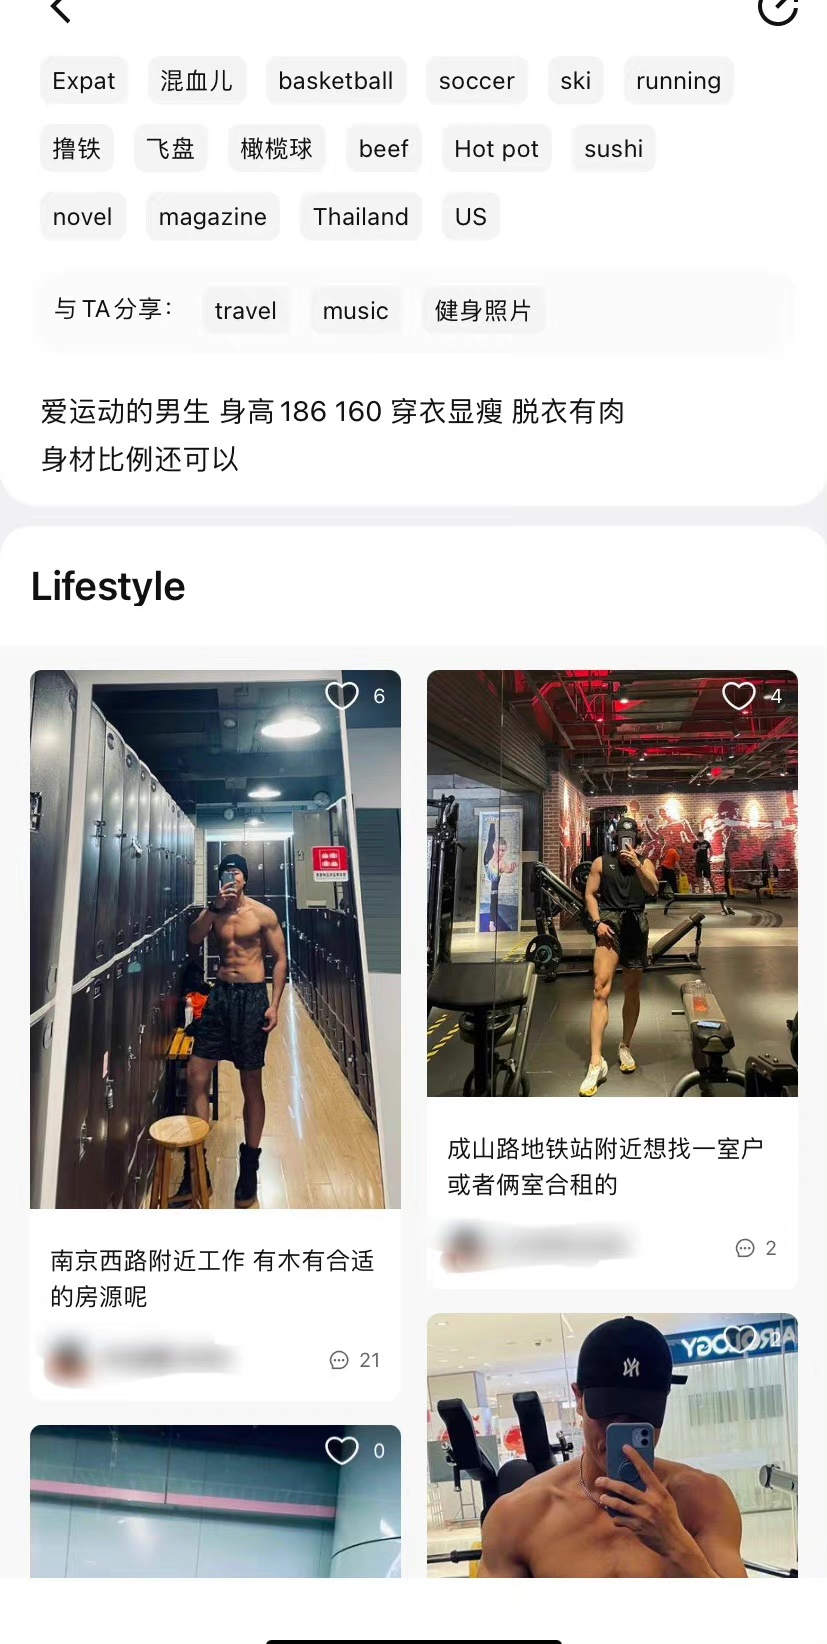 Expat 混血儿 basketball soccer ski running
撸铁 飞盘 橄榄球 beef Hot pot sushi
novel magazine Thailand US
与TA分享： travel music 健身照片
爱运动的男生 身高186 160 穿衣显瘦 脱衣有肉
身材比例还可以
Lifestyle
6
南京西路附近工作 有木有合适
的房源呢
21
4
成山路地铁站附近想找一室户
或者俩室合租的
2
0